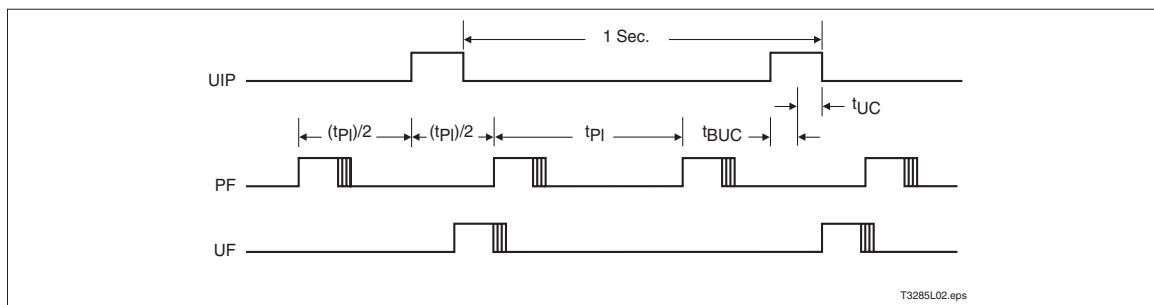 1 Sec.
UIP
tUC
(tPI)/2
(tPI)/2
tPI
tBUC
PF
UF
T3285L02.eps